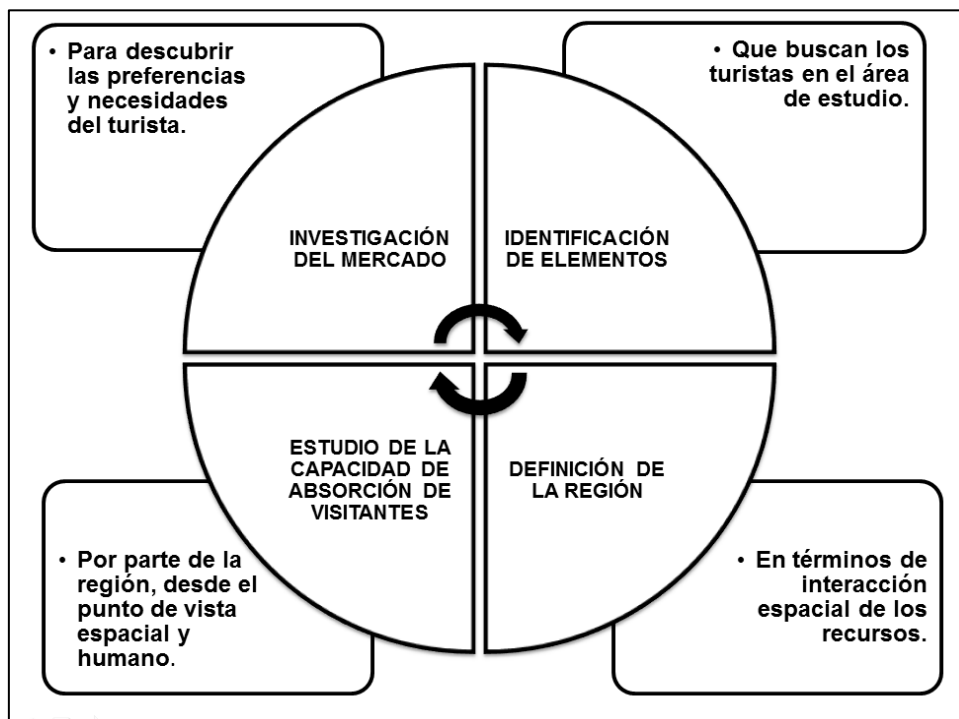 • Para descubrir
las preferencias
y necesidades
del turista.
• Que buscan los
turistas en el área
de estudio.
INVESTIGACIÓN
DEL MERCADO
IDENTIFICACIÓN
DE ELEMENTOS
ESTUDIO DE LA
CAPACIDAD DE
ABSORCIÓN DE
VISITANTES
DEFINICIÓN DE
LA REGIÓN
• Por parte de la
región, desde el
punto de vista
espacial y
humano.
• En términos de
interacción
espacial de los
recursos.